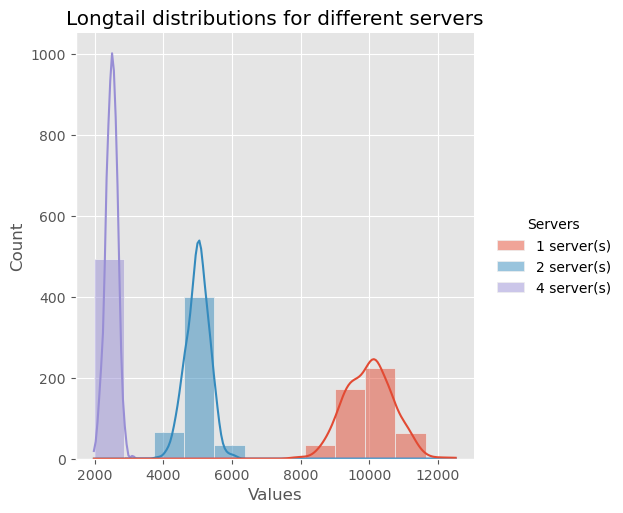 Longtail distributions for different servers
1000
800
600
400
200
0
Count
2000
4000
6000
8000
10000
12000
Values
Servers
1 server(s)
2 server(s)
4 server(s)